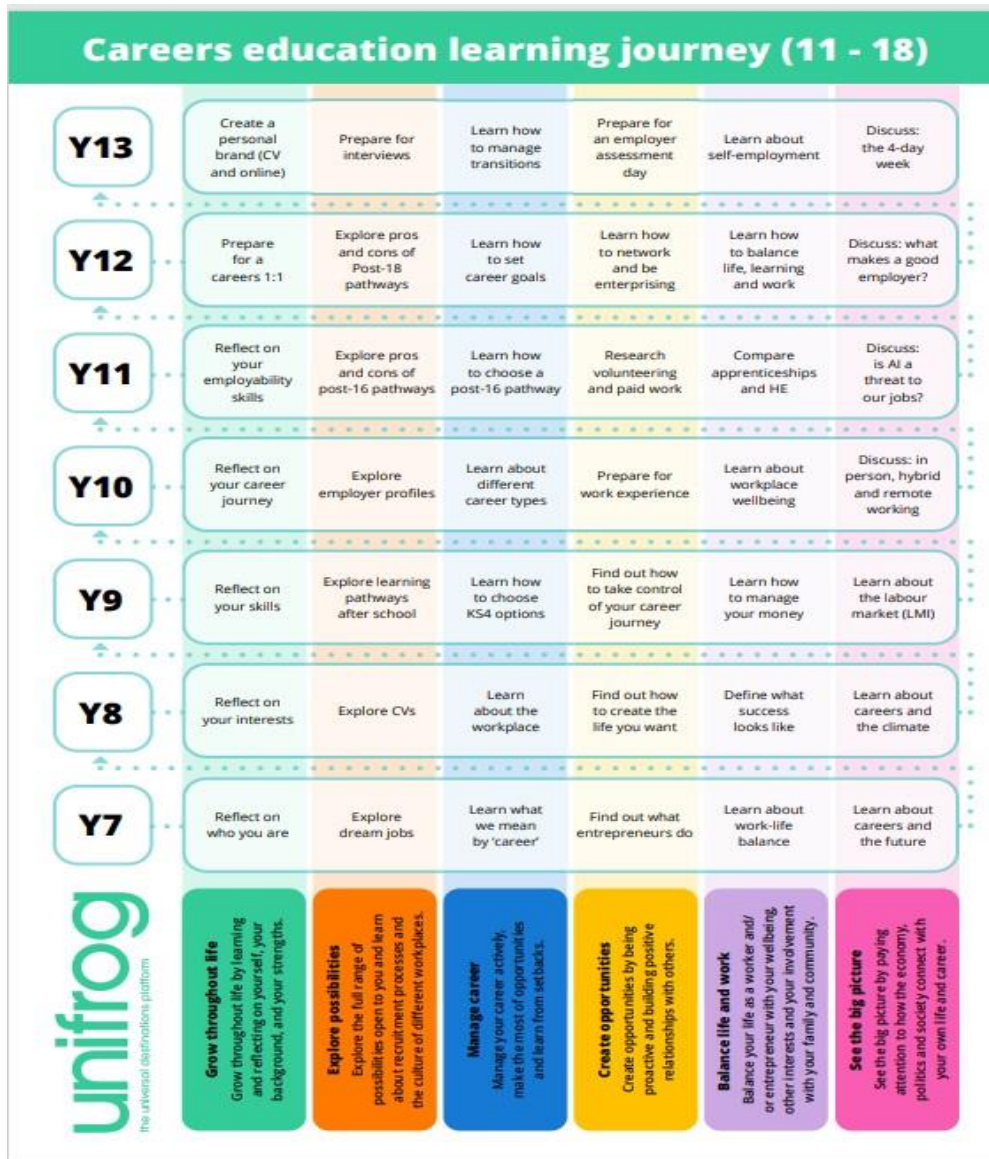 Careers education learning journey (11 - 18)
Y13
Create a
personal
brand (CV
and online)
Prepare for
interviews
Learn how
to manage
transitions
Prepare for
an employer
assessment
day
Learn about
self-employment
Discuss:
the 4-day
week
Y12
Prepare
for a
careers 1:1
Explore pros
and cons of
Post-18
pathways
Learn how
to set
career goals
Learn how
to network
and be
enterprising
Learn how
to balance
life, learning
and work
Discuss: what
makes a good
employer?
Y11
Reflect on
your
employability
skills
Explore pros
and cons of
post-16 pathways
Learn how
to choose a
post-16 pathway
Research
volunteering
and paid work
Compare
apprenticeships
and HE
Discuss:
is AI a
threat to
our jobs?
Y10
Reflect on
your career
journey
Explore
employer profiles
Learn about
different
career types
Prepare for
work experience
Learn about
workplace
wellbeing
Discuss: in
person, hybrid
and remote
working
Y9
Reflect on
your skills
Explore learning
pathways
after school
Learn how
to choose
KS4 options
Find out how
to take control
of your career
journey
Learn how
to manage
your money
Learn about
the labour
market (LMI)
Y8
Reflect on
your interests
Explore CVs
Learn
about the
workplace
Find out how
to create the
life you want
Define what
success
looks like
Learn about
careers and
the climate
Y7
Reflect on
who you are
Explore
dream jobs
Learn what
we mean
by ‘career’
Find out what
entrepreneurs do
Learn about
work-life
balance
Learn about
careers and
the future
unifrog
the universal destinations platform
Grow throughout life
Grow throughout life by learning
and reflecting on yourself, your
background, and your strengths.
Explore possibilities
Explore the full range of
possibilities open to you and learn
about recruitment processes and
the culture of different workplaces.
Manage career
Manage your career actively,
make the most of opportunities
and learn from setbacks.
Create opportunities
Create opportunities by being
proactive and building positive
relationships with others.
Balance life and work
Balance your life as a worker and/
or entrepreneur with your wellbeing,
other interests and your involvement
with your family and community.
See the big picture
See the big picture by paying
attention to how the economy,
politics and society connect with
your own life and career.